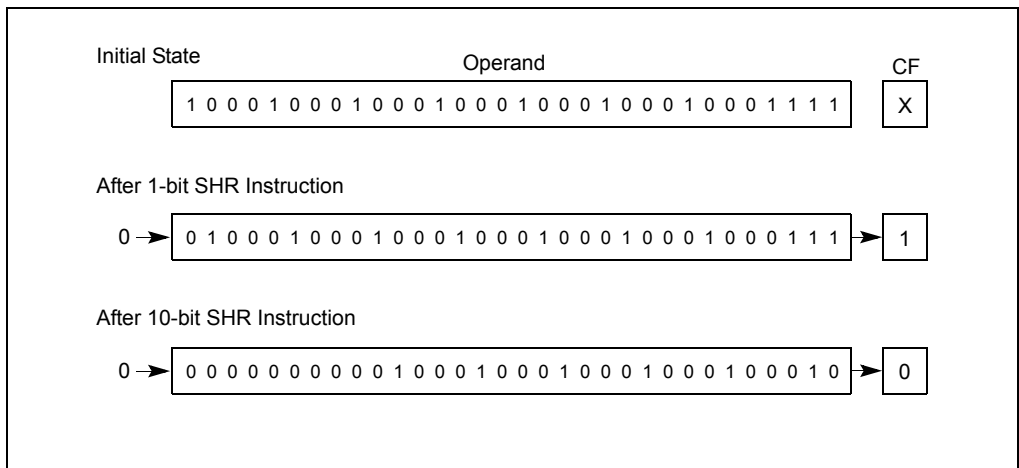 Initial State
Operand
CF
1 0 0 0 1 0 0 0 1 0 0 0 1 0 0 0 1 0 0 0 1 0 0 0 1 0 0 0 1 1 1 1
X
After 1-bit SHR Instruction
0 0 1 0 0 0 1 0 0 0 1 0 0 0 1 0 0 0 1 0 0 0 1 0 0 0 1 0 0 0 1 1 1 1
After 10-bit SHR Instruction
0 0 0 0 0 0 0 0 0 0 0 1 0 0 0 1 0 0 0 1 0 0 0 1 0 0 0 1 0 0 0 1 0 0